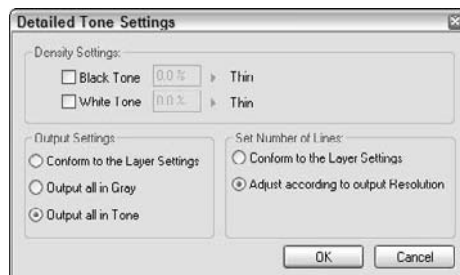 Detailed Tone Settings
Density Settings:
Black Tone 0.0 % Thin
White Tone 0.0 % Thin
Output Settings
Conform to the Layer Settings
Output all in Gray
Output all in Tone
Set Number of Lines:
Conform to the Layer Settings
Adjust according to output Resolution
OK Cancel